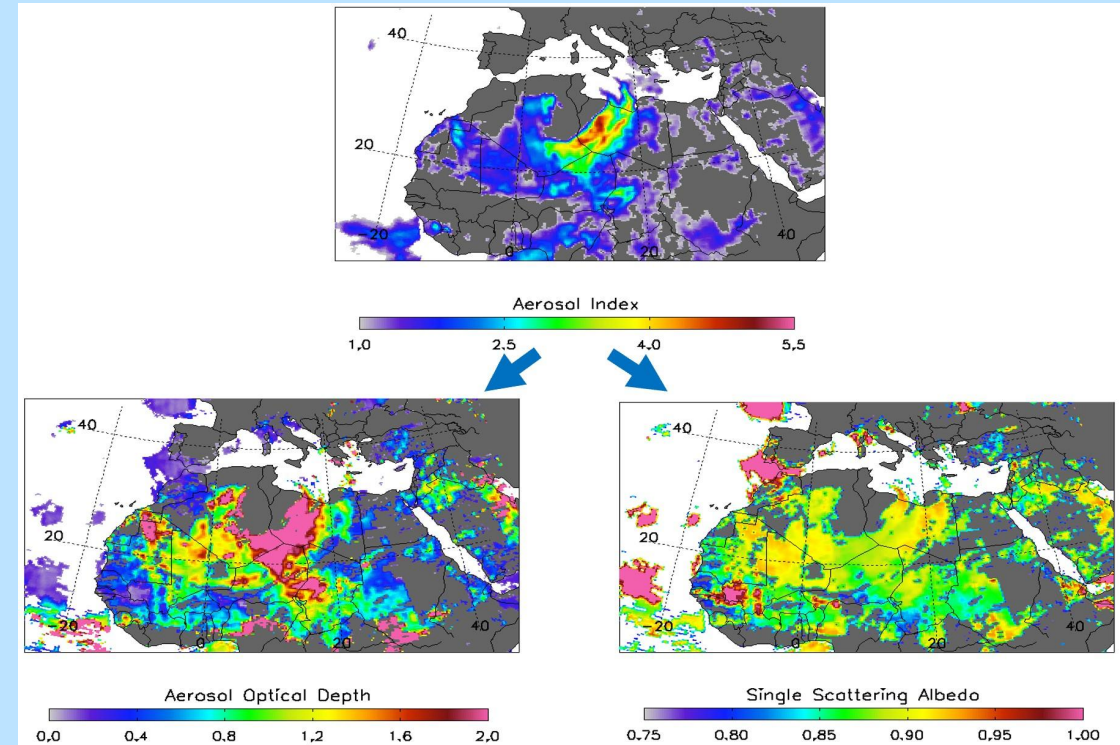 40
20
-20 0 20 40
Aerosal Index
1.0 2.5 4.0 5.5
40
20
-20 0 20 40
Aerosol Optical Depth
0.0 0.4 0.8 1.2 1.6 2.0
40
20
-20 0 20 40
Single Scattering Albedo
0.75 0.80 0.85 0.90 0.95 1.00